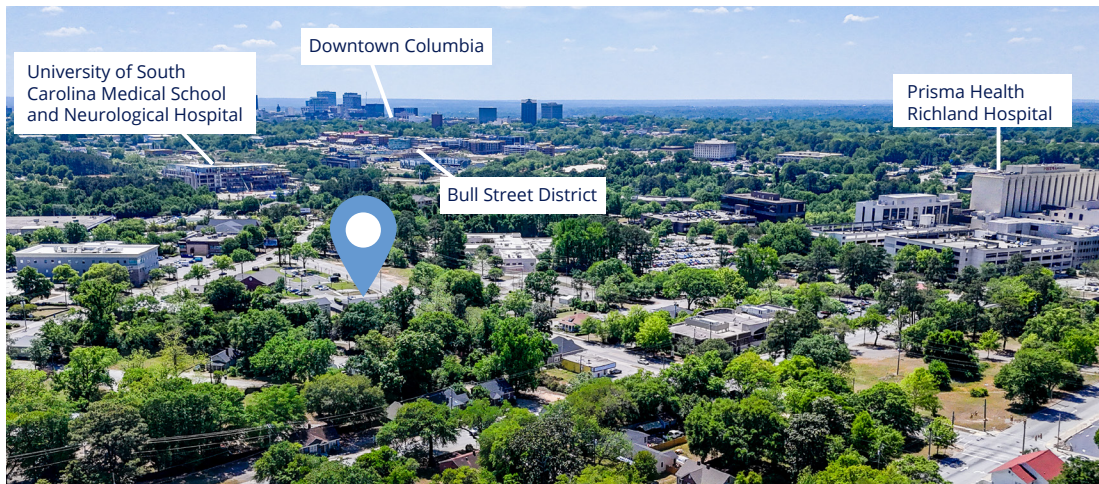 Downtown Columbia
University of South
Carolina Medical School
and Neurological Hospital
Prisma Health
Richland Hospital
Bull Street District